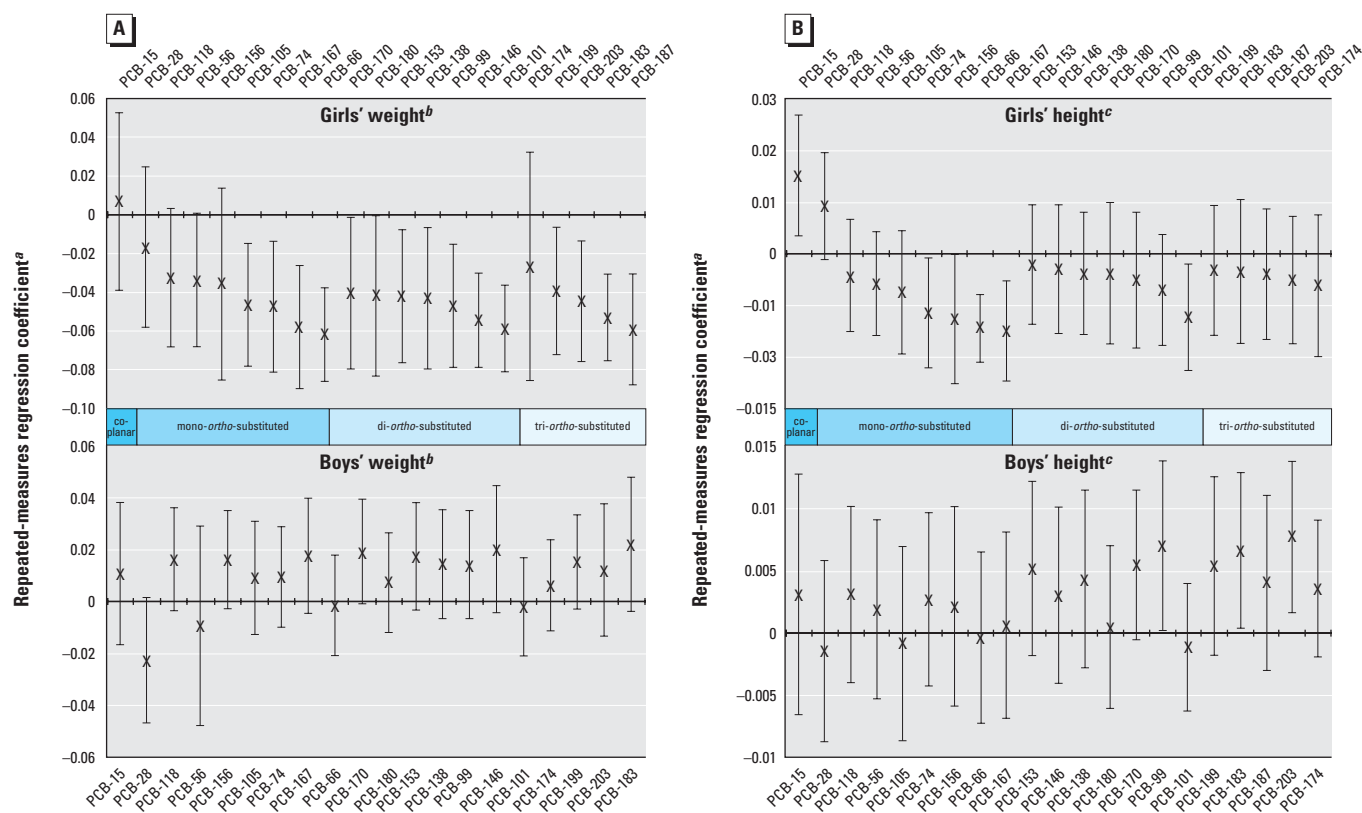 A
PCB-15 PCB-28 PCB-118 PCB-56 PCB-156 PCB-105 PCB-74 PCB-167 PCB-66 PCB-170 PCB-180 PCB-153 PCB-138 PCB-99 PCB-146 PCB-101 PCB-174 PCB-199 PCB-203 PCB-183 PCB-187
Repeated-measures regression coefficientᵃ
Girls' weightᵇ
0.06
0.04
0.02
0
–0.02
–0.04
–0.06
–0.08
–0.10
co-
planar
mono-ortho-substituted
di-ortho-substituted
tri-ortho-substituted
Boys' weightᵇ
0.06
0.04
0.02
0
–0.02
–0.04
–0.06
PCB-15 PCB-28 PCB-118 PCB-56 PCB-156 PCB-105 PCB-74 PCB-167 PCB-66 PCB-170 PCB-180 PCB-153 PCB-138 PCB-99 PCB-146 PCB-101 PCB-174 PCB-199 PCB-203 PCB-183
B
PCB-15 PCB-28 PCB-118 PCB-56 PCB-105 PCB-74 PCB-156 PCB-66 PCB-167 PCB-153 PCB-146 PCB-138 PCB-180 PCB-170 PCB-99 PCB-101 PCB-199 PCB-183 PCB-187 PCB-203 PCB-174
Repeated-measures regression coefficientᵃ
Girls' heightᶜ
0.03
0.02
0.01
0
–0.01
–0.03
–0.015
co-
planar
mono-ortho-substituted
di-ortho-substituted
tri-ortho-substituted
Boys' heightᶜ
0.015
0.01
0.005
0
–0.005
–0.01
PCB-15 PCB-28 PCB-118 PCB-56 PCB-105 PCB-74 PCB-156 PCB-66 PCB-167 PCB-153 PCB-146 PCB-138 PCB-180 PCB-170 PCB-99 PCB-101 PCB-199 PCB-183 PCB-187 PCB-203 PCB-174